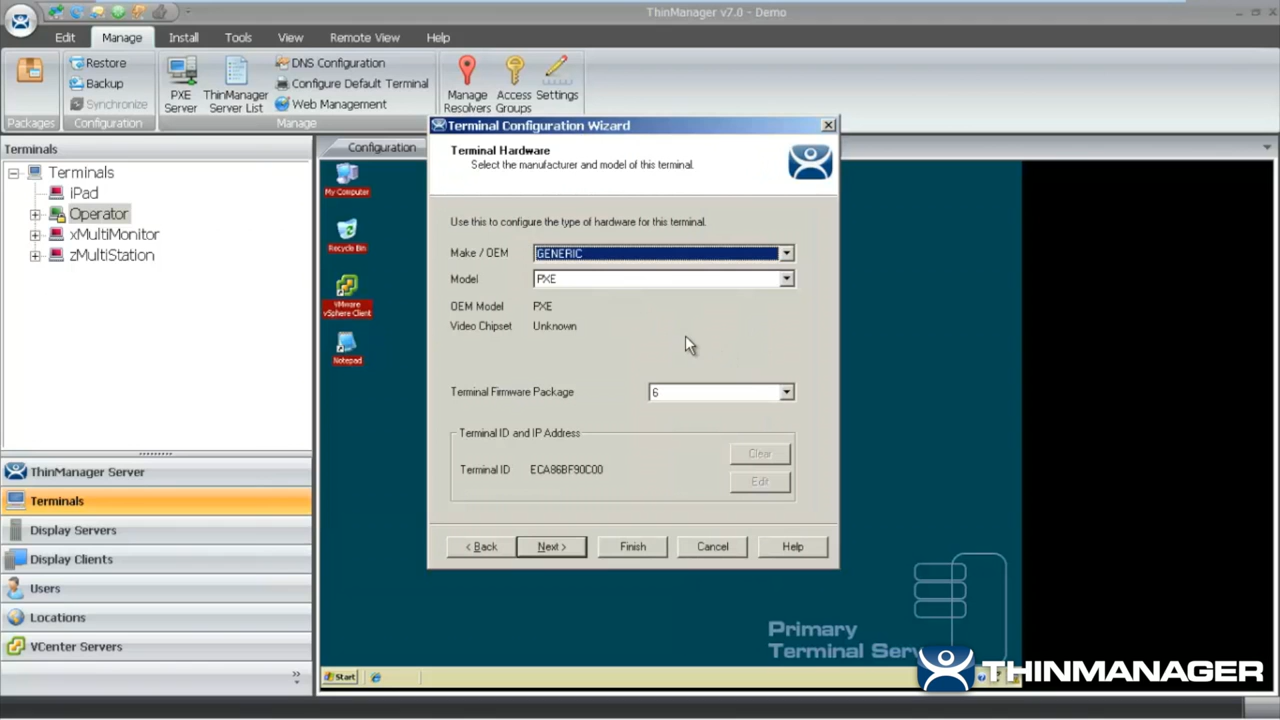 ThinManager v7.0 - Demo
Edit Manage Install Tools View Remote View Help
Restore
Backup
Synchronize
PXE Server
ThinManager Server List
DNS Configuration
Configure Default Terminal
Web Management
Manage Resolvers
Access Groups
Settings
Packages Configuration Manage
Terminals
Configuration
Terminals
iPad
Operator
xMultiMonitor
zMultiStation
ThinManager Server
Terminals
Display Servers
Display Clients
Users
Locations
VCenter Servers
My Computer
Recycle Bin
VMware vSphere Client
Notepad
Terminal Configuration Wizard
Terminal Hardware
Select the manufacturer and model of this terminal.
Use this to configure the type of hardware for this terminal.
Make / OEM GENERIC
Model PXE
OEM Model PXE
Video Chipset Unknown
Terminal Firmware Package 6
Terminal ID and IP Address
Clear
Terminal ID ECA86BF90C00
Edit
< Back Next > Finish Cancel Help
Primary
Terminal Serv
Start
THINMANAGER